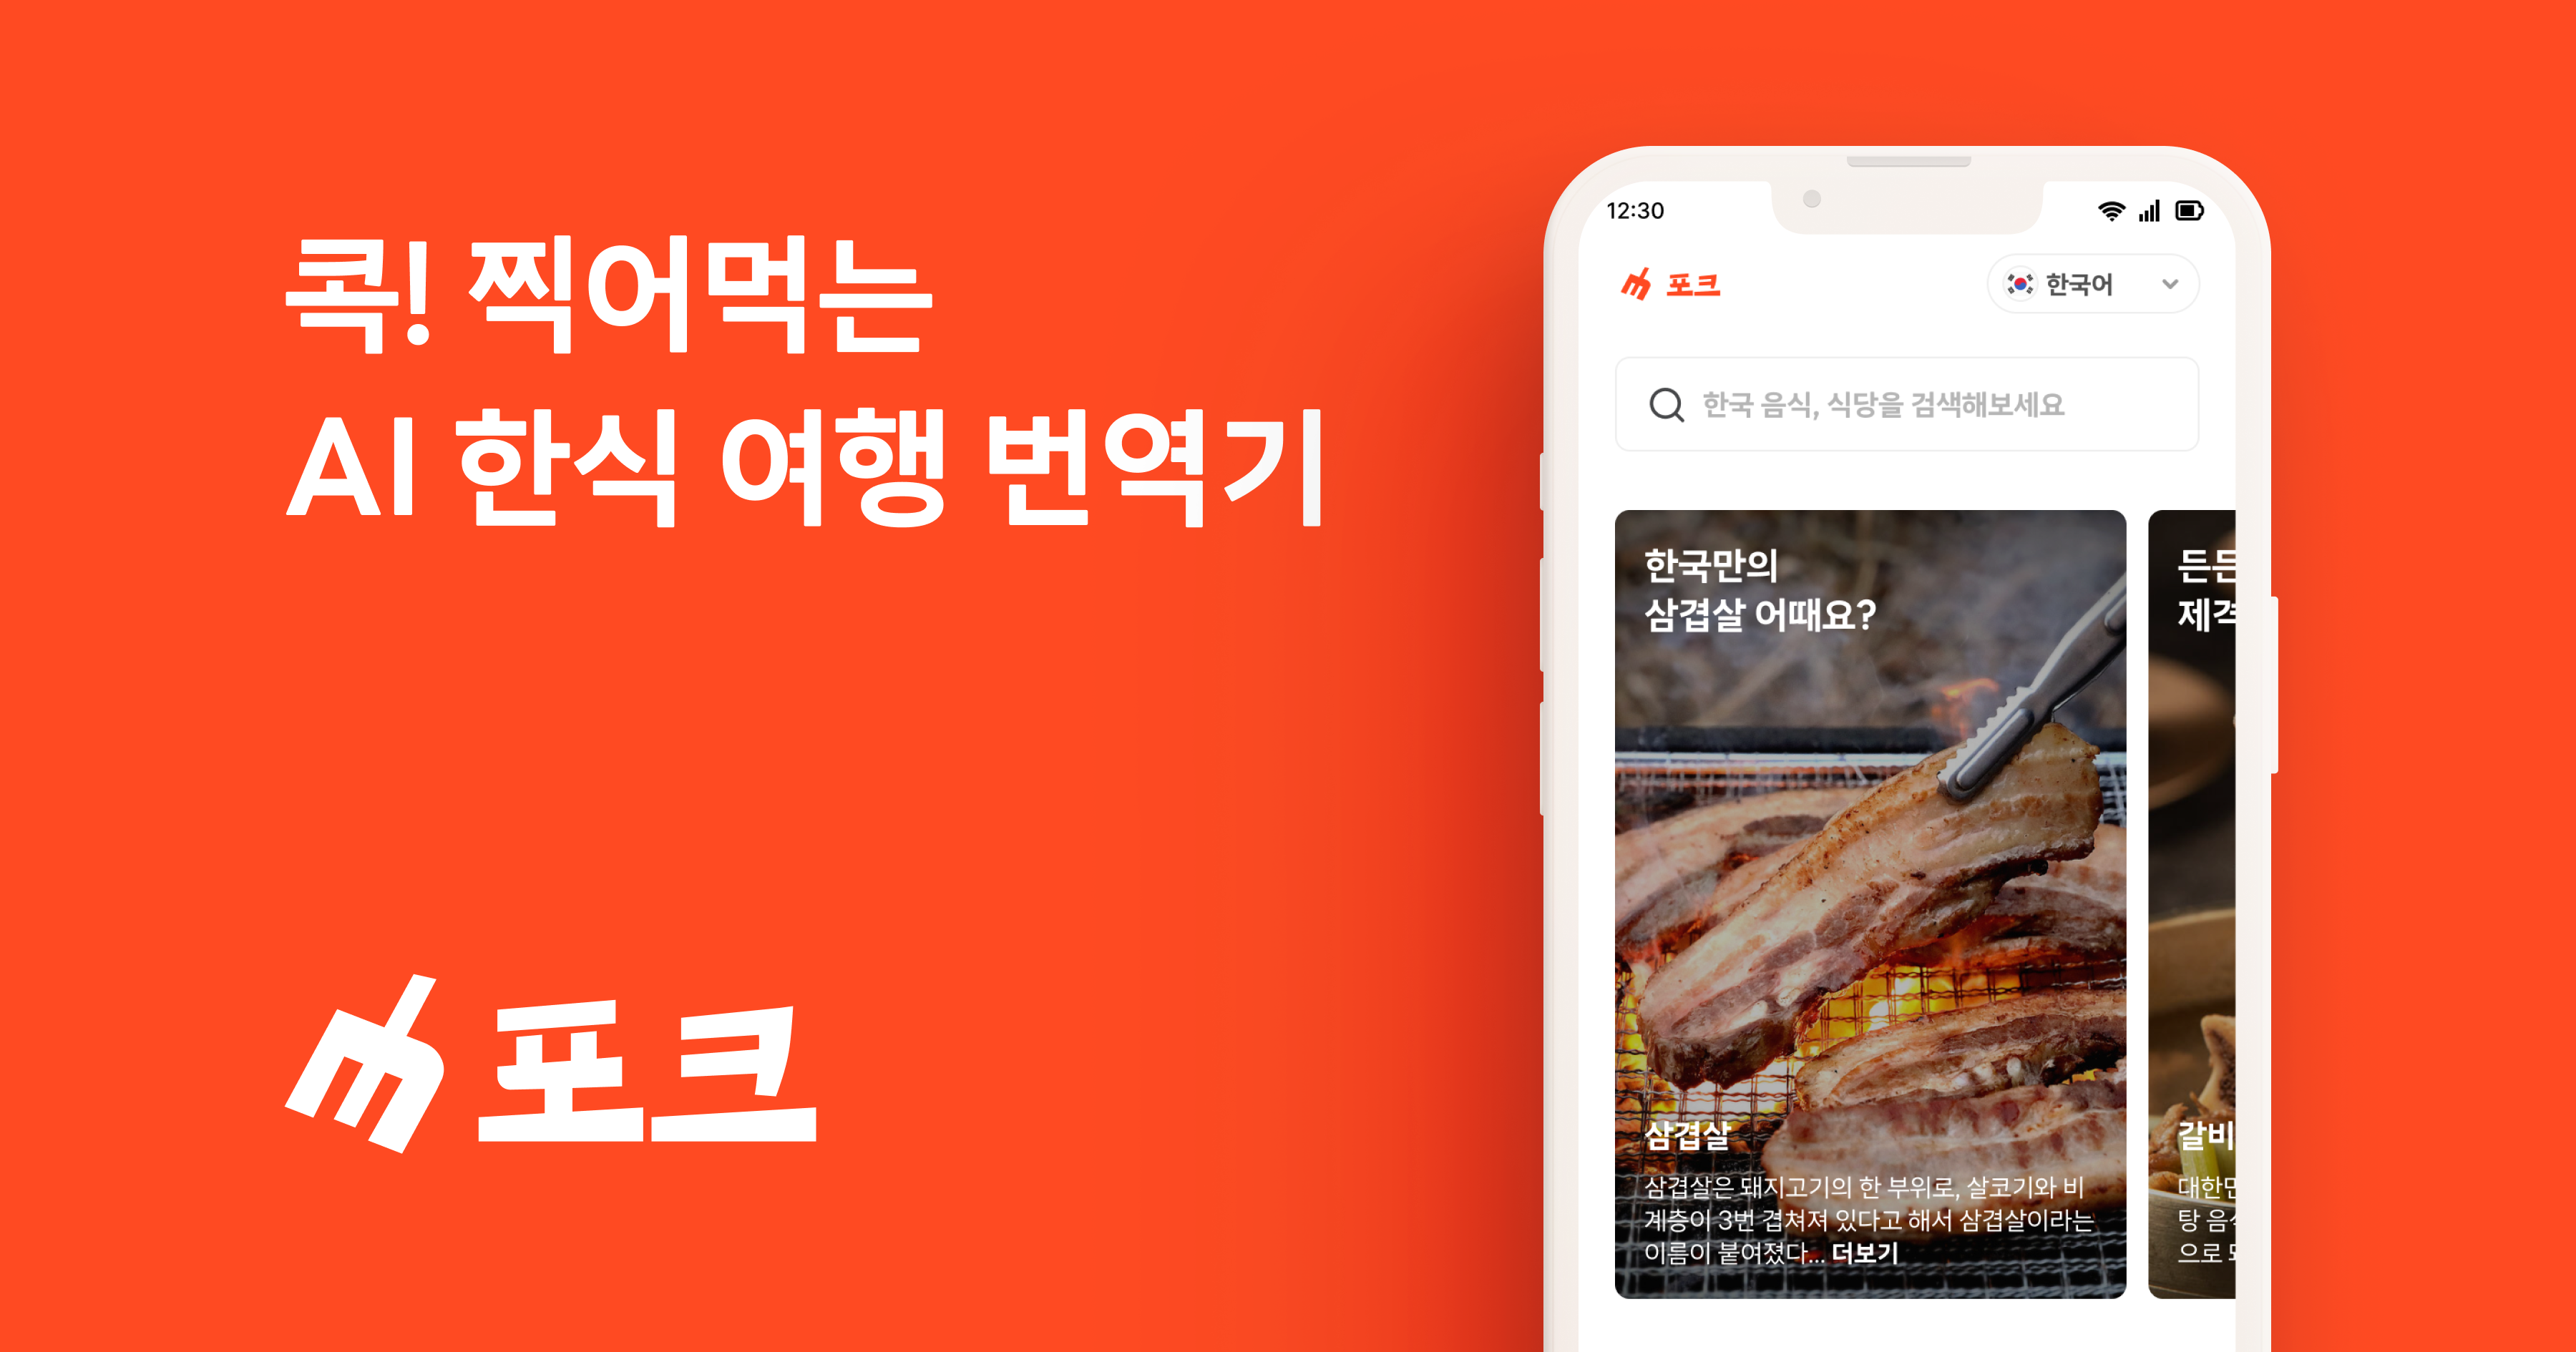 콕! 찍어먹는
AI 한식 여행 번역기
포크
12:30
포크
한국어
한국 음식, 식당을 검색해보세요
한국만의
삼겹살 어때요?
삼겹살
삼겹살은 돼지고기의 한 부위로, 살코기와 비
계층이 3번 겹쳐져 있다고 해서 삼겹살이라는
이름이 붙여졌다... 더보기
든든
제격
갈비
대한민
탕 음식
으로